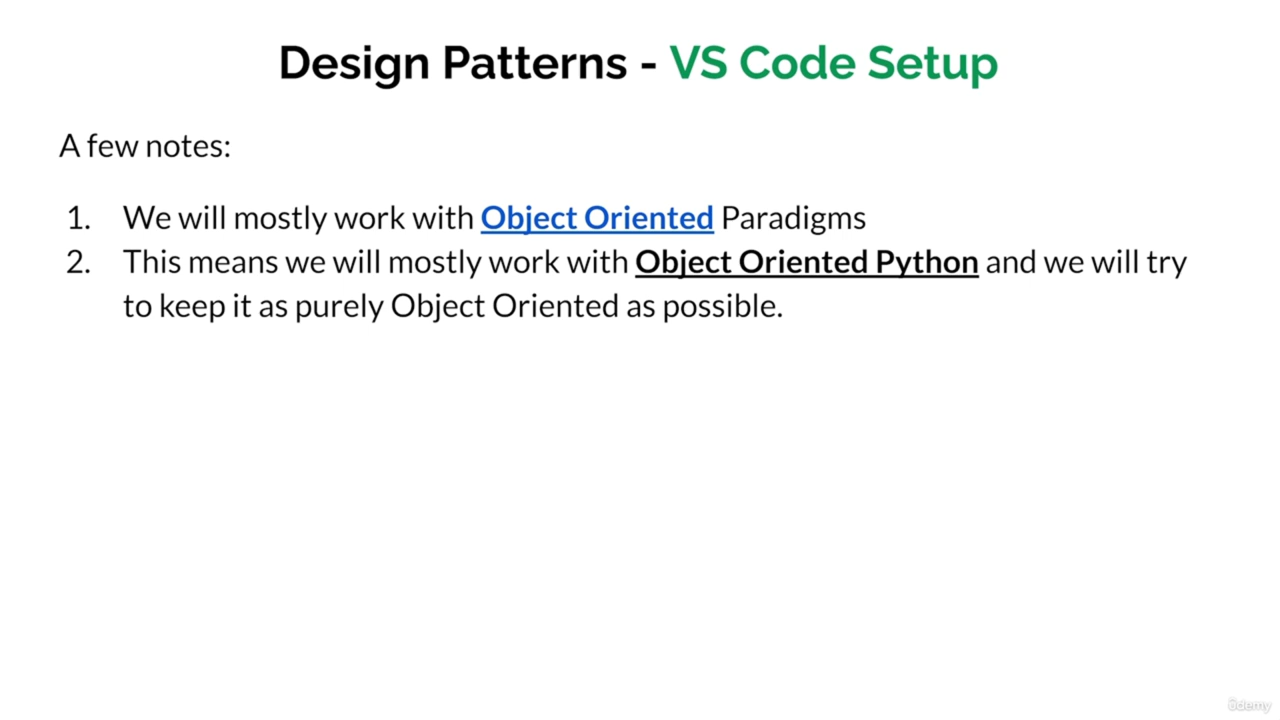 Design Patterns - VS Code Setup
A few notes:
1. We will mostly work with Object Oriented Paradigms
2. This means we will mostly work with Object Oriented Python and we will try
to keep it as purely Object Oriented as possible.
ûdemy